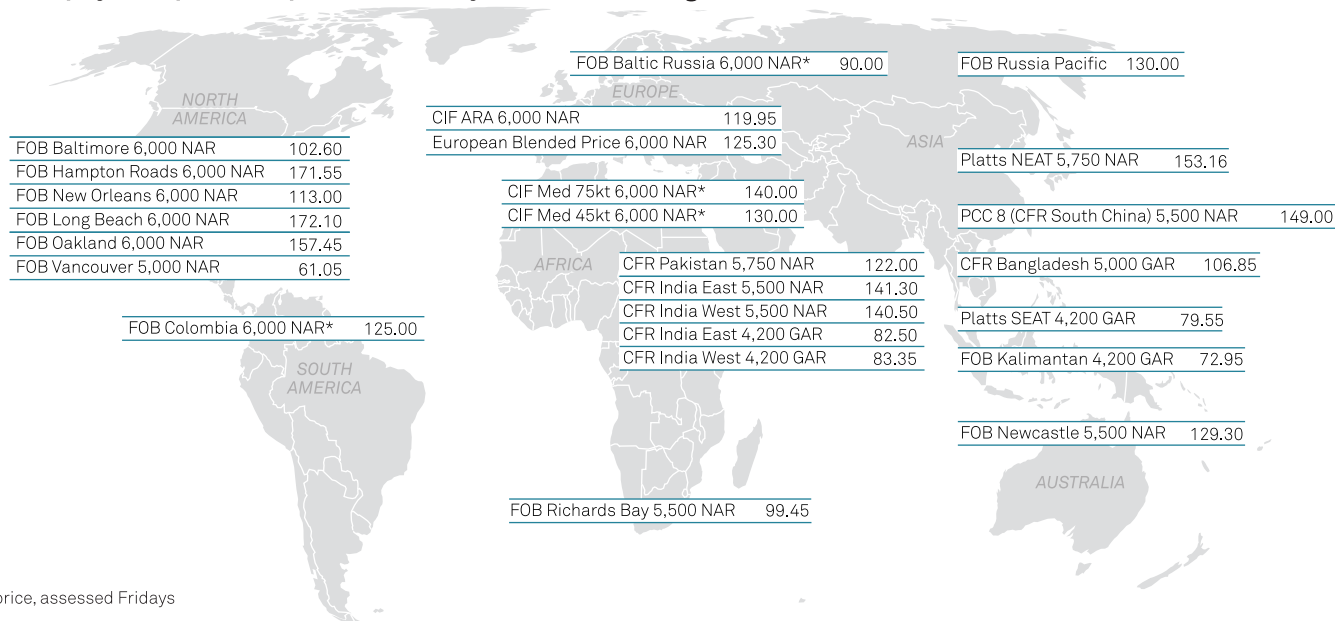 FOB Baltic Russia 6,000 NAR* 90.00
FOB Russia Pacific 130.00
NORTH
AMERICA
EUROPE
CIF ARA 6,000 NAR 119.95
European Blended Price 6,000 NAR 125.30
ASIA
FOB Baltimore 6,000 NAR 102.60
FOB Hampton Roads 6,000 NAR 171.55
FOB New Orleans 6,000 NAR 113.00
FOB Long Beach 6,000 NAR 172.10
FOB Oakland 6,000 NAR 157.45
FOB Vancouver 5,000 NAR 61.05
Platts NEAT 5,750 NAR 153.16
CIF Med 75kt 6,000 NAR* 140.00
CIF Med 45kt 6,000 NAR* 130.00
PCC 8 (CFR South China) 5,500 NAR 149.00
AFRICA
CFR Pakistan 5,750 NAR 122.00
CFR India East 5,500 NAR 141.30
CFR India West 5,500 NAR 140.50
CFR India East 4,200 GAR 82.50
CFR India West 4,200 GAR 83.35
CFR Bangladesh 5,000 GAR 106.85
Platts SEAT 4,200 GAR 79.55
FOB Kalimantan 4,200 GAR 72.95
FOB Colombia 6,000 NAR* 125.00
SOUTH
AMERICA
FOB Newcastle 5,500 NAR 129.30
AUSTRALIA
FOB Richards Bay 5,500 NAR 99.45
price, assessed Fridays